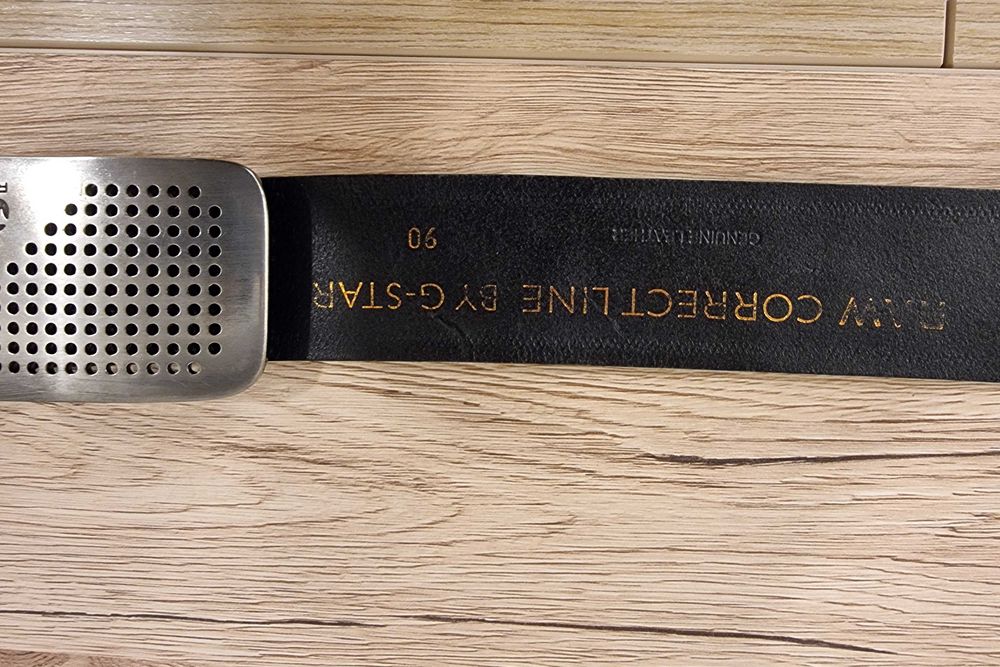 RAW CORRECT LINE BY G-STAR
GENUINE LEATHER 90